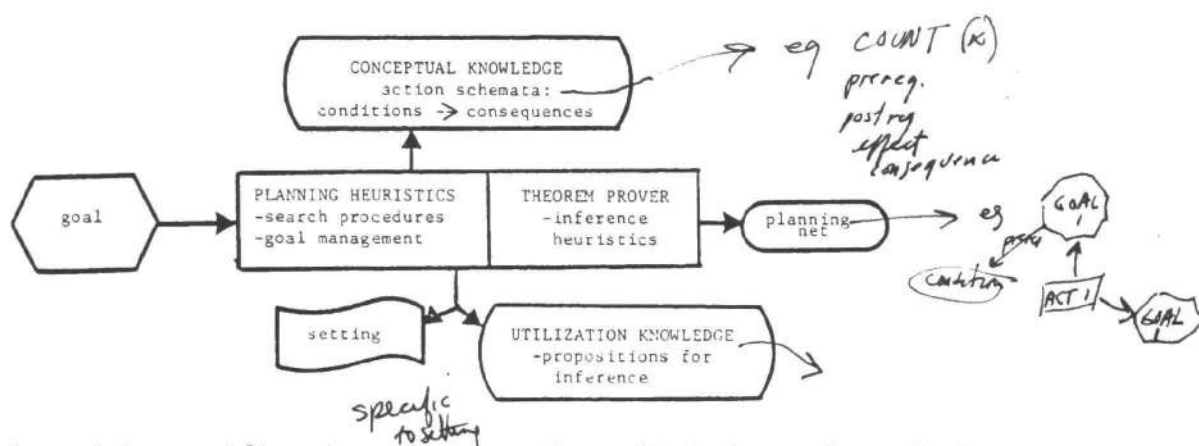 CONCEPTUAL KNOWLEDGE
action schemata:
conditions → consequences
eg COUNT (x)
prereq.
postreq
effect
consequence
goal
PLANNING HEURISTICS
-search procedures
-goal management
THEOREM PROVER
-inference
heuristics
planning
net
eg
GOAL
1
condition
ACT 1
GOAL
setting
UTILIZATION KNOWLEDGE
-propositions for
inference
specific
to setting